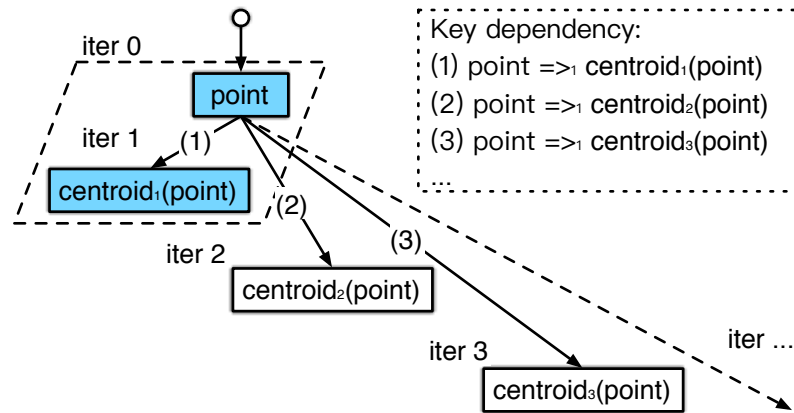 iter 0
point
iter 1
(1)
centroid₁(point)
(2)
iter 2
centroid₂(point)
(3)
iter 3
centroid₃(point)
iter ...
Key dependency:
(1) point =>₁ centroid₁(point)
(2) point =>₁ centroid₂(point)
(3) point =>₁ centroid₃(point)
...